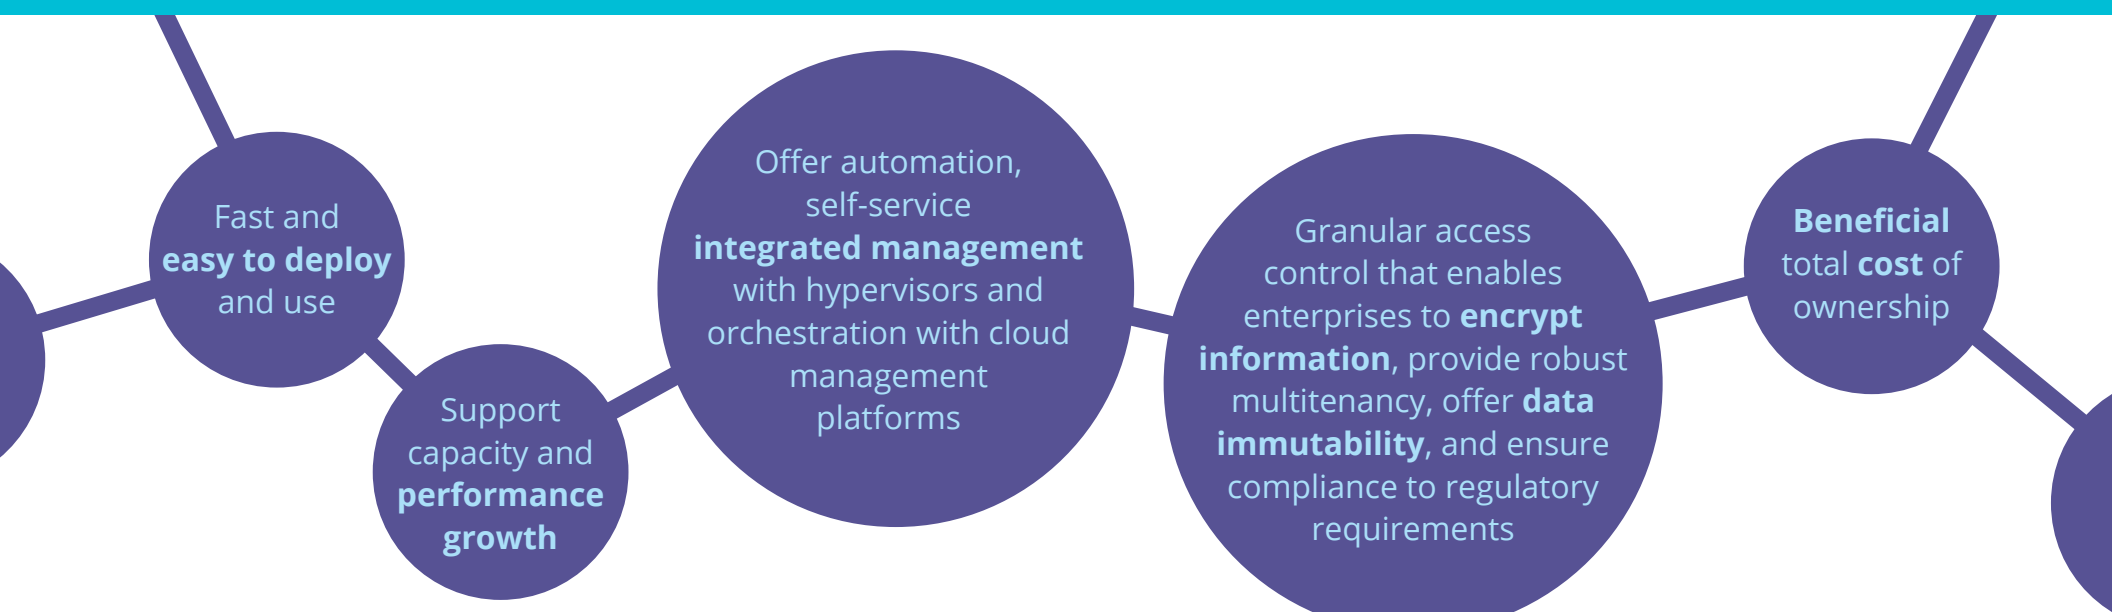 Fast and
easy to deploy
and use
Support
capacity and
performance
growth
Offer automation,
self-service
integrated management
with hypervisors and
orchestration with cloud
management
platforms
Granular access
control that enables
enterprises to encrypt
information, provide robust
multitenancy, offer data
immutability, and ensure
compliance to regulatory
requirements
Beneficial
total cost of
ownership